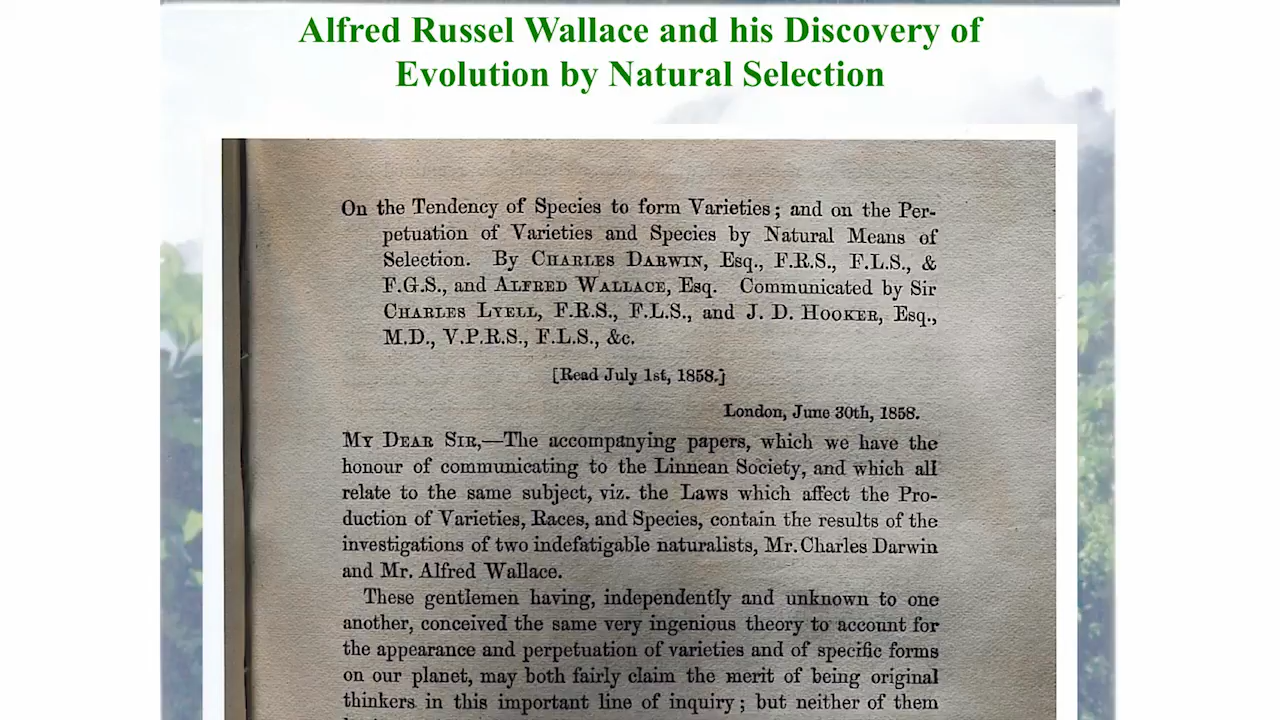 Alfred Russel Wallace and his Discovery of
Evolution by Natural Selection
On the Tendency of Species to form Varieties; and on the Per-
petuation of Varieties and Species by Natural Means of
Selection. By CHARLES DARWIN, Esq., F.R.S., F.L.S., &
F.G.S., and ALFRED WALLACE, Esq. Communicated by Sir
CHARLES LYELL, F.R.S., F.L.S., and J. D. HOOKER, Esq.,
M.D., V.P.R.S., F.L.S., &c.
[Read July 1st, 1858.]
London, June 30th, 1858.
MY DEAR SIR,—The accompanying papers, which we have the
honour of communicating to the Linnean Society, and which all
relate to the same subject, viz. the Laws which affect the Pro-
duction of Varieties, Races, and Species, contain the results of the
investigations of two indefatigable naturalists, Mr. Charles Darwin
and Mr. Alfred Wallace.
These gentlemen having, independently and unknown to one
another, conceived the same very ingenious theory to account for
the appearance and perpetuation of varieties and of specific forms
on our planet, may both fairly claim the merit of being original
thinkers in this important line of inquiry; but neither of them